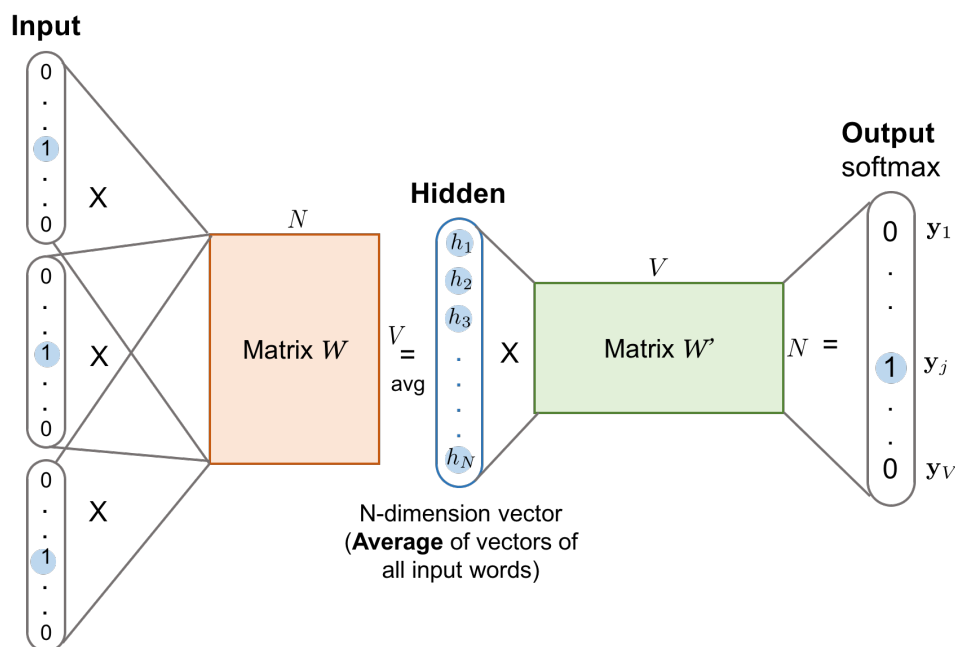 Input
0
.
.
1
.
.
0
X
0
.
.
1
.
.
0
X
0
.
.
1
.
.
0
X
N
Matrix W
V
=
avg
Hidden
h1
h2
h3
.
.
.
.
hN
N-dimension vector
(Average of vectors of
all input words)
X
V
Matrix W'
N =
Output
softmax
0 y1
.
.
1 yj
.
.
0 yV